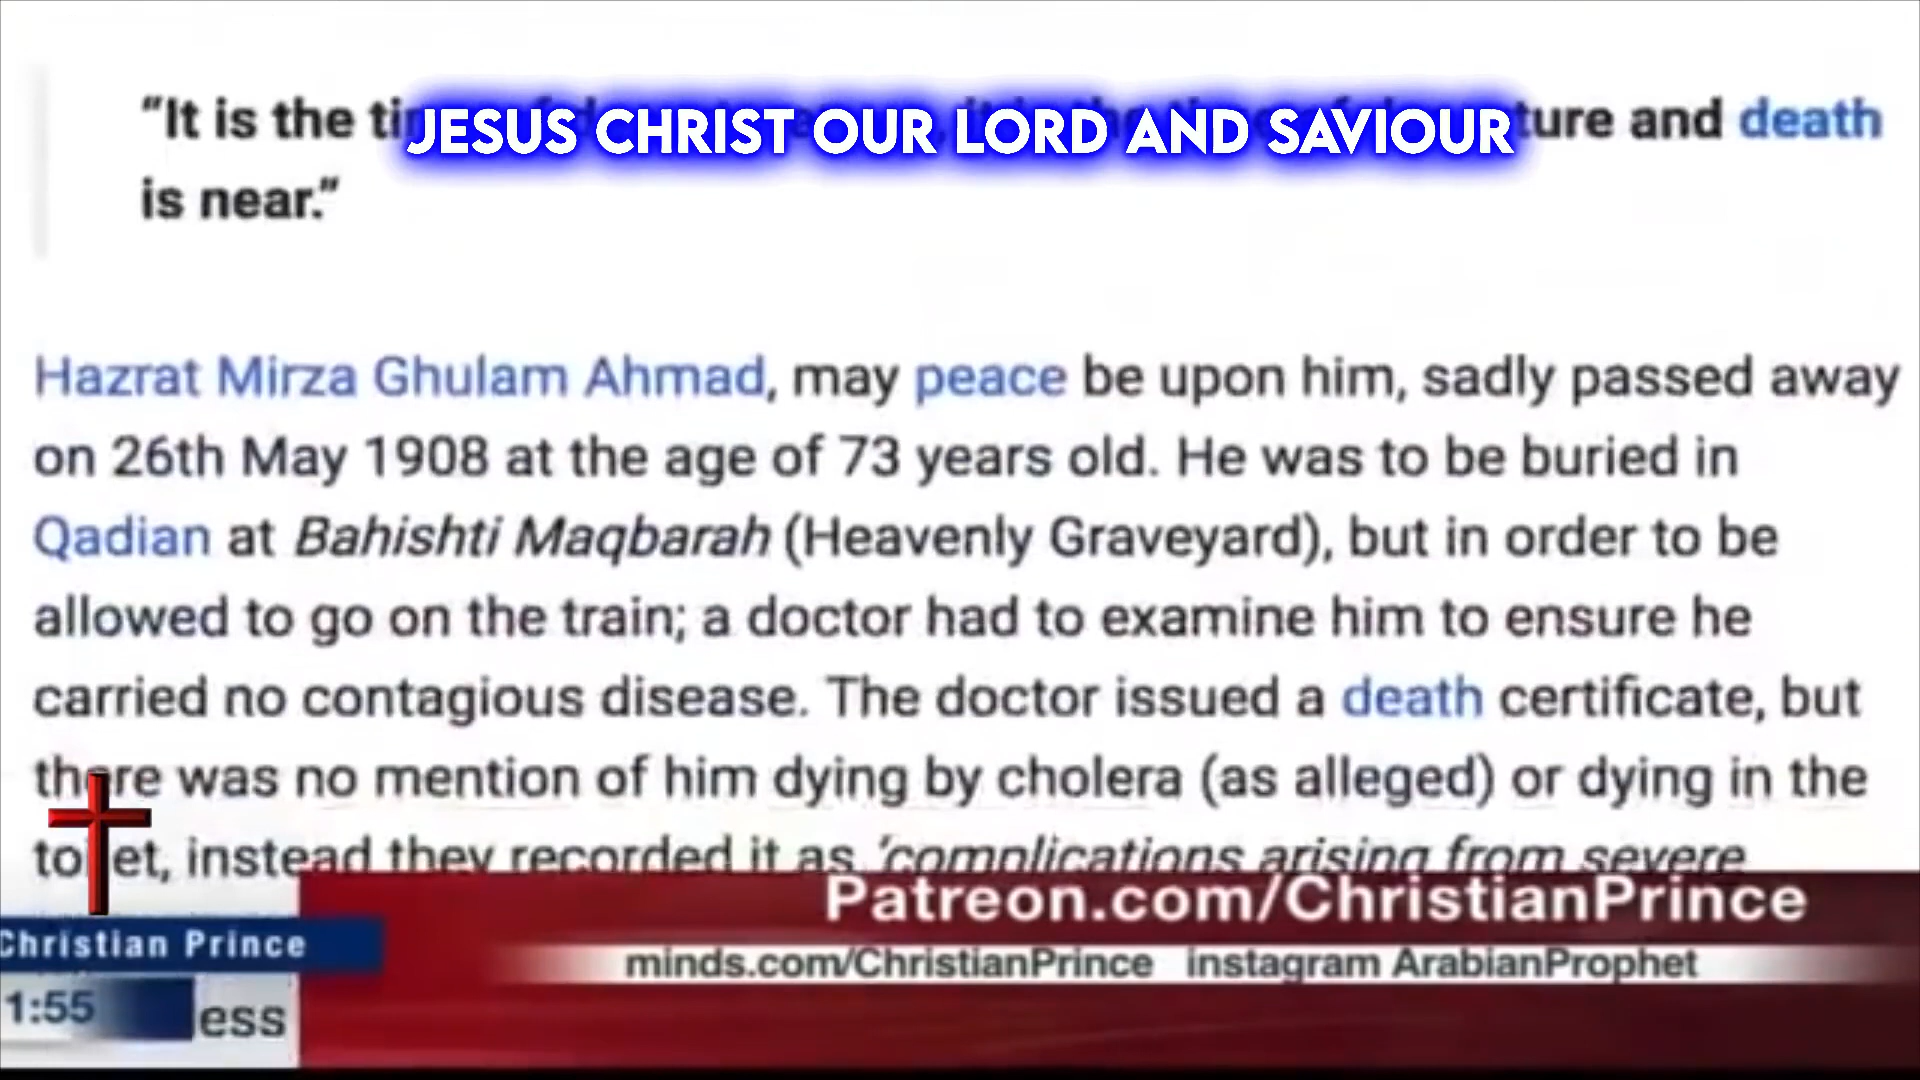 JESUS CHRIST OUR LORD AND SAVIOUR
“It is the ture and death
is near.”
Hazrat Mirza Ghulam Ahmad, may peace be upon him, sadly passed away
on 26th May 1908 at the age of 73 years old. He was to be buried in
Qadian at Bahishti Maqbarah (Heavenly Graveyard), but in order to be
allowed to go on the train; a doctor had to examine him to ensure he
carried no contagious disease. The doctor issued a death certificate, but
there was no mention of him dying by cholera (as alleged) or dying in the
toilet, instead they recorded it as ‘complications arising from severe
Patreon.com/ChristianPrince
Christian Prince
minds.com/ChristianPrince instagram ArabianProphet
1:55
ess